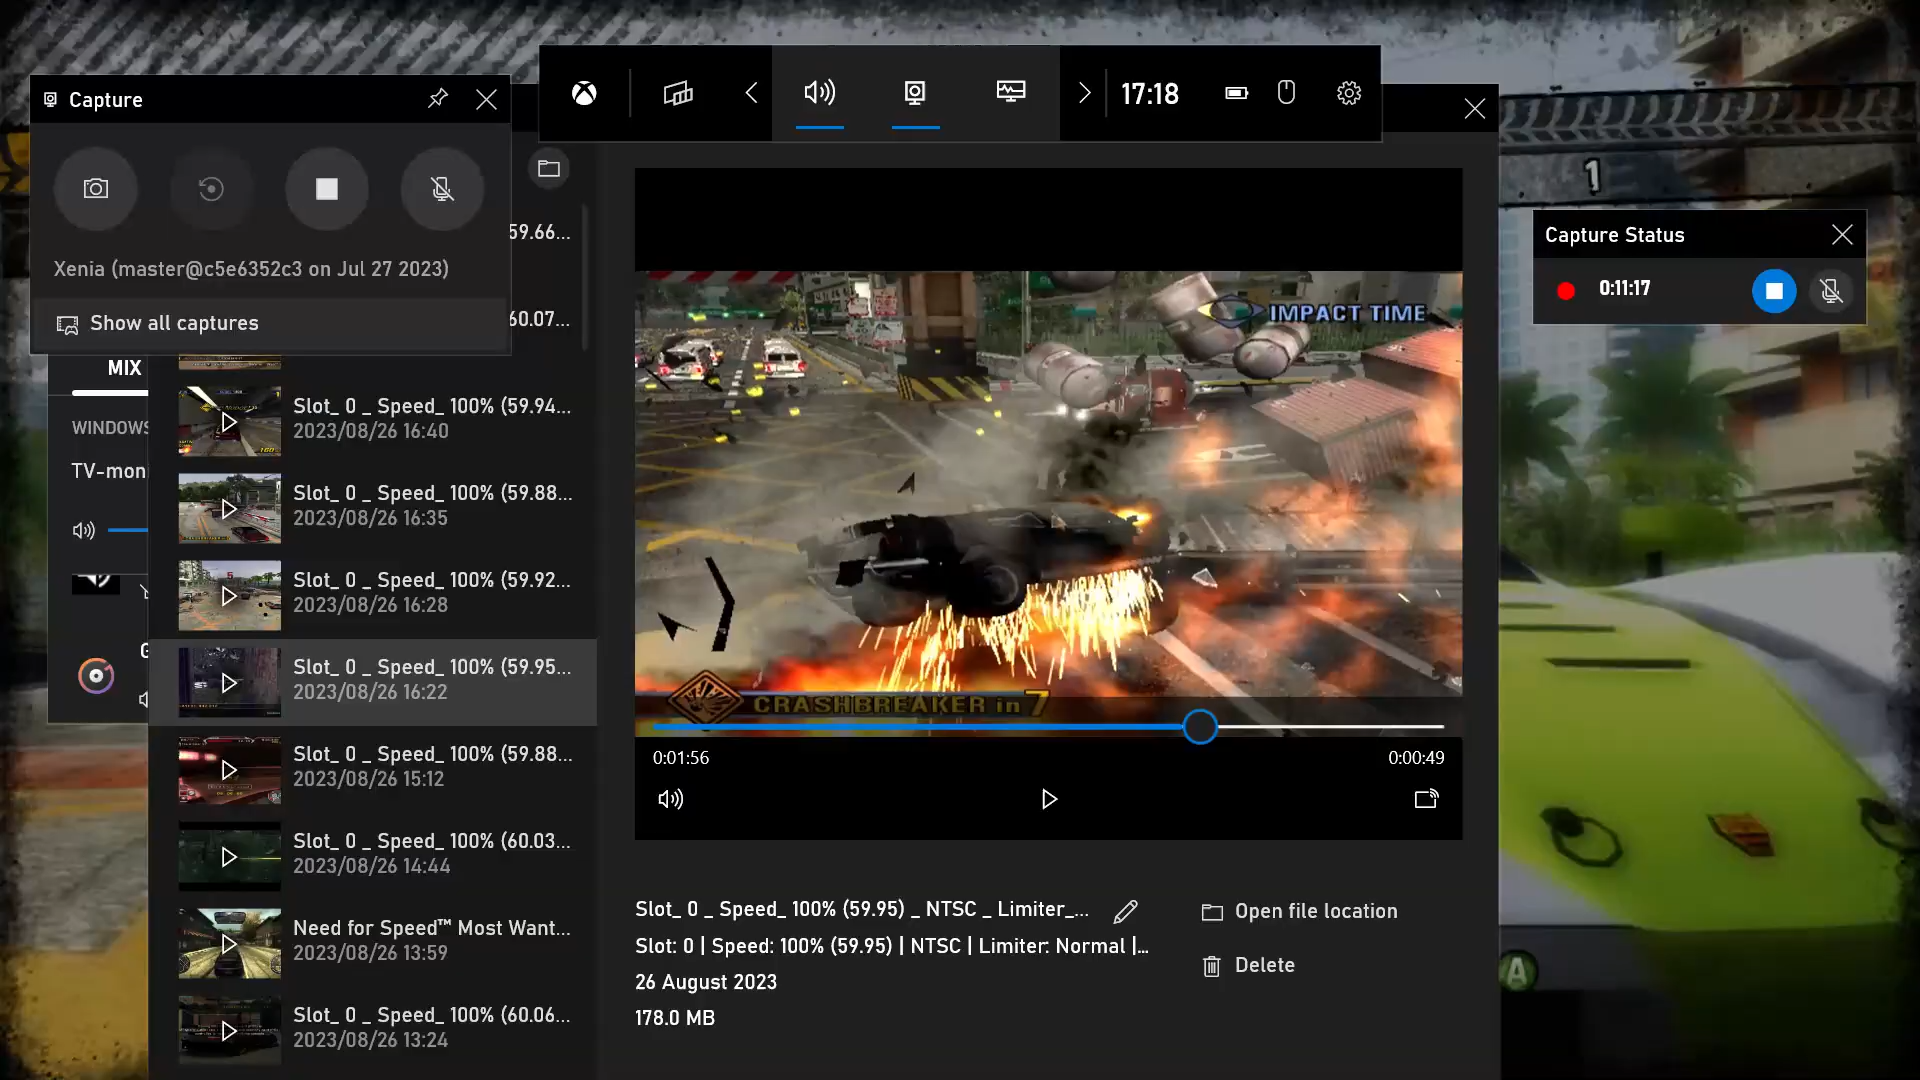 17:18
Capture
Xenia (master@c5e6352c3 on Jul 27 2023)
Show all captures
MIX
WINDOWS
TV-mon
G
59.66...
60.07...
Slot_ 0 _ Speed_ 100% (59.94...
2023/08/26 16:40
Slot_ 0 _ Speed_ 100% (59.88...
2023/08/26 16:35
Slot_ 0 _ Speed_ 100% (59.92...
2023/08/26 16:28
Slot_ 0 _ Speed_ 100% (59.95...
2023/08/26 16:22
Slot_ 0 _ Speed_ 100% (59.88...
2023/08/26 15:12
Slot_ 0 _ Speed_ 100% (60.03...
2023/08/26 14:44
Need for Speed™ Most Want...
2023/08/26 13:59
Slot_ 0 _ Speed_ 100% (60.06...
2023/08/26 13:24
IMPACT TIME
CRASHBREAKER in 7
0:01:56
0:00:49
Slot_ 0 _ Speed_ 100% (59.95) _ NTSC _ Limiter_...
Slot: 0 | Speed: 100% (59.95) | NTSC | Limiter: Normal |...
26 August 2023
178.0 MB
Open file location
Delete
1
Capture Status
0:11:17
A